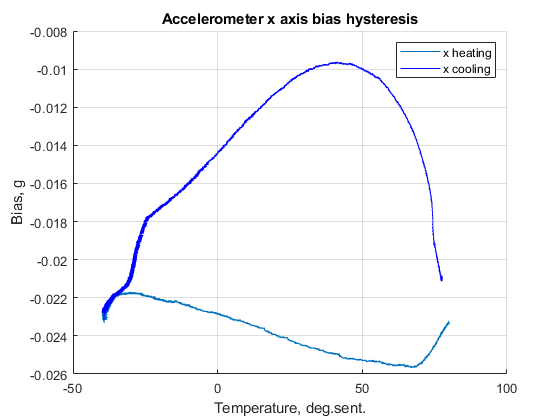 Accelerometer x axis bias hysteresis
x heating
x cooling
-0.008
-0.01
-0.012
-0.014
-0.016
-0.018
-0.02
-0.022
-0.024
-0.026
Bias, g
-50 0 50 100
Temperature, deg.sent.